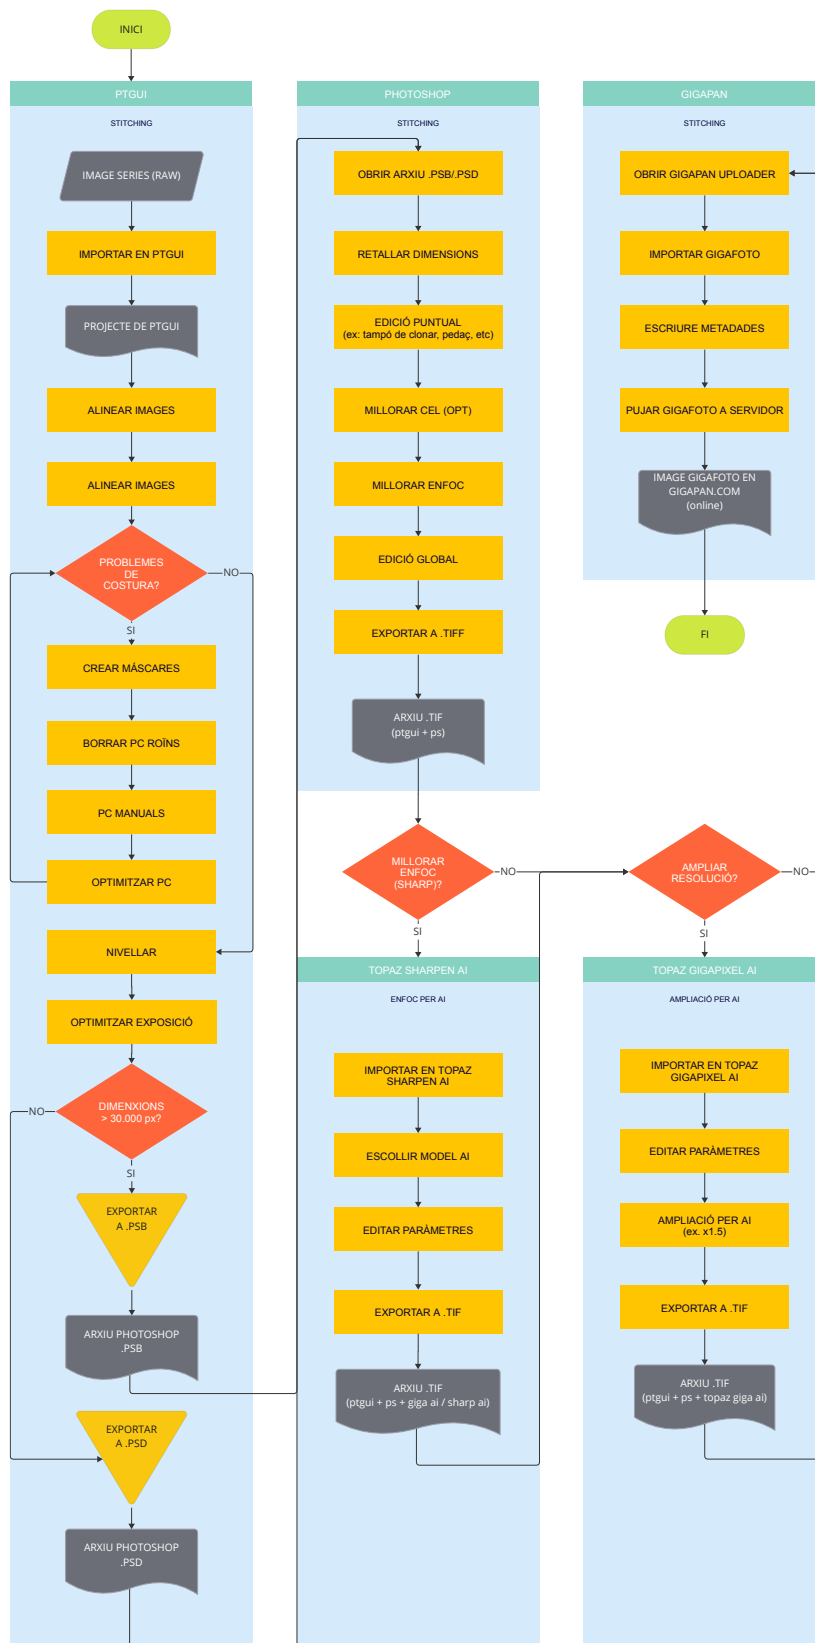 INICI
PTGUI
STITCHING
IMAGE SERIES (RAW)
IMPORTAR EN PTGUI
PROJECTE DE PTGUI
ALINEAR IMAGES
ALINEAR IMAGES
PROBLEMES
DE
COSTURA?
NO
SI
CREAR MÁSCARES
BORRAR PC ROÏNS
PC MANUALS
OPTIMITZAR PC
NIVELLAR
OPTIMITZAR EXPOSICIÓ
DIMENXIONS
> 30.000 px?
NO
SI
EXPORTAR
A .PSB
ARXIU PHOTOSHOP
.PSB
EXPORTAR
A .PSD
ARXIU PHOTOSHOP
.PSD
PHOTOSHOP
STITCHING
OBRIR ARXIU .PSB/.PSD
RETALLAR DIMENSIONS
EDICIÓ PUNTUAL
(ex: tampó de clonar, pedaç, etc)
MILLORAR CEL (OPT)
MILLORAR ENFOC
EDICIÓ GLOBAL
EXPORTAR A .TIFF
ARXIU .TIF
(ptgui + ps)
MILLORAR
ENFOC
(SHARP)?
NO
SI
TOPAZ SHARPEN AI
ENFOC PER AI
IMPORTAR EN TOPAZ
SHARPEN AI
ESCOLLIR MODEL AI
EDITAR PARÀMETRES
EXPORTAR A .TIF
ARXIU .TIF
(ptgui + ps + giga ai / sharp ai)
GIGAPAN
STITCHING
OBRIR GIGAPAN UPLOADER
IMPORTAR GIGAFOTO
ESCRIURE METADADES
PUJAR GIGAFOTO A SERVIDOR
IMAGE GIGAFOTO EN
GIGAPAN.COM
(online)
FI
AMPLIAR
RESOLUCIÓ?
NO
SI
TOPAZ GIGAPIXEL AI
AMPLIACIÓ PER AI
IMPORTAR EN TOPAZ
GIGAPIXEL AI
EDITAR PARÀMETRES
AMPLIACIÓ PER AI
(ex. x1.5)
EXPORTAR A .TIF
ARXIU .TIF
(ptgui + ps + topaz giga ai)